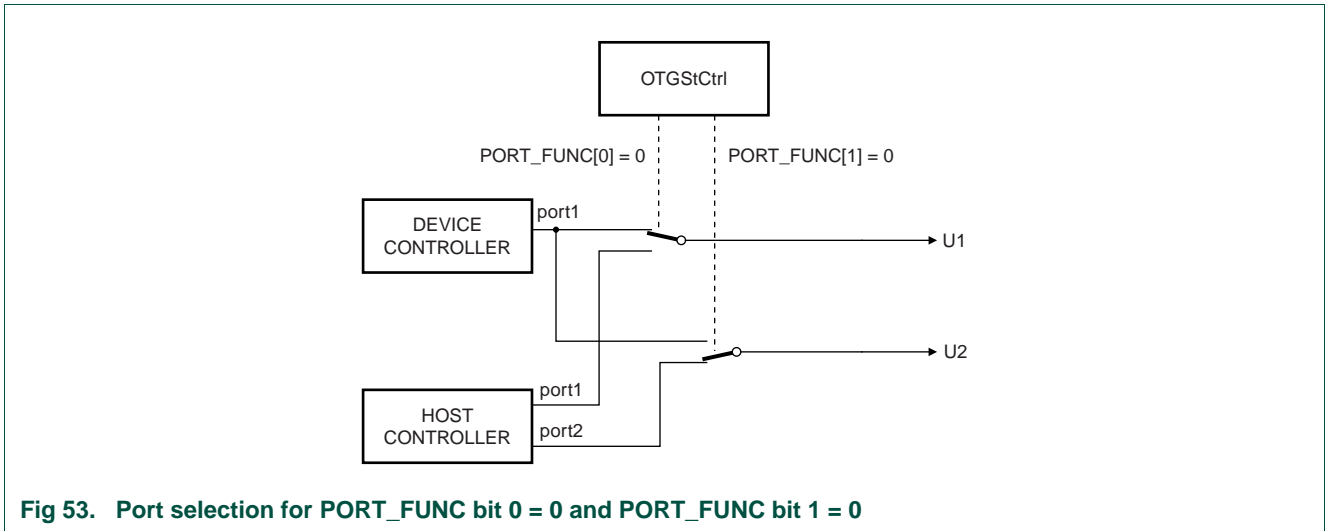 OTGStCtrl
PORT_FUNC[0] = 0
PORT_FUNC[1] = 0
port1
DEVICE
CONTROLLER
U1
U2
port1
HOST
CONTROLLER
port2
Fig 53. Port selection for PORT_FUNC bit 0 = 0 and PORT_FUNC bit 1 = 0